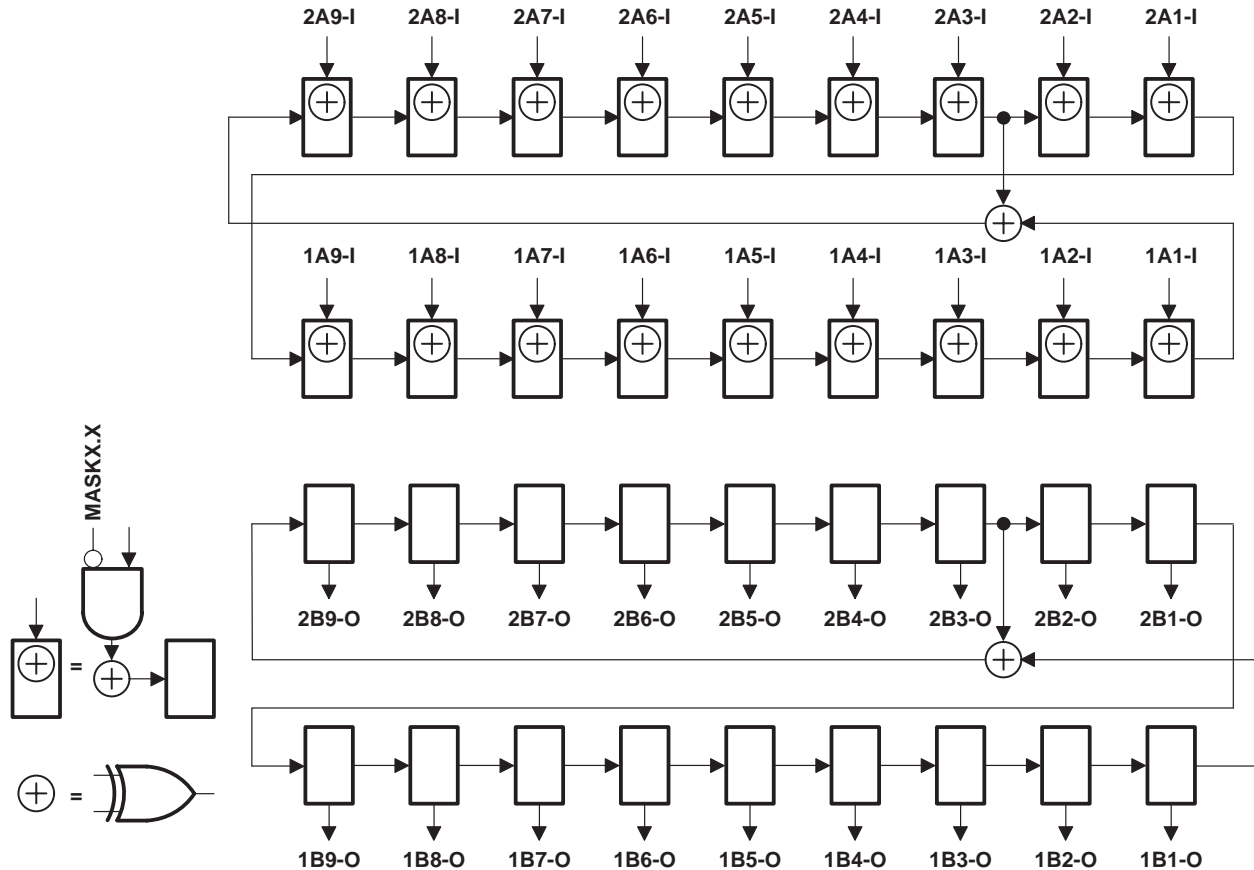 2A9-I 2A8-I 2A7-I 2A6-I 2A5-I 2A4-I 2A3-I 2A2-I 2A1-I
1A9-I 1A8-I 1A7-I 1A6-I 1A5-I 1A4-I 1A3-I 1A2-I 1A1-I
MASKX.X
2B9-O 2B8-O 2B7-O 2B6-O 2B5-O 2B4-O 2B3-O 2B2-O 2B1-O
=
=
1B9-O 1B8-O 1B7-O 1B6-O 1B5-O 1B4-O 1B3-O 1B2-O 1B1-O